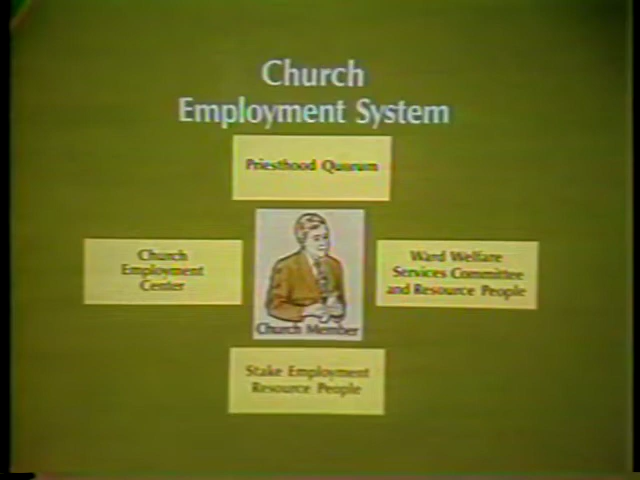 Church
Employment System
Priesthood Quorum
Church
Employment
Center
Ward Welfare
Services Committee
and Resource People
Church Member
Stake Employment
Resource People